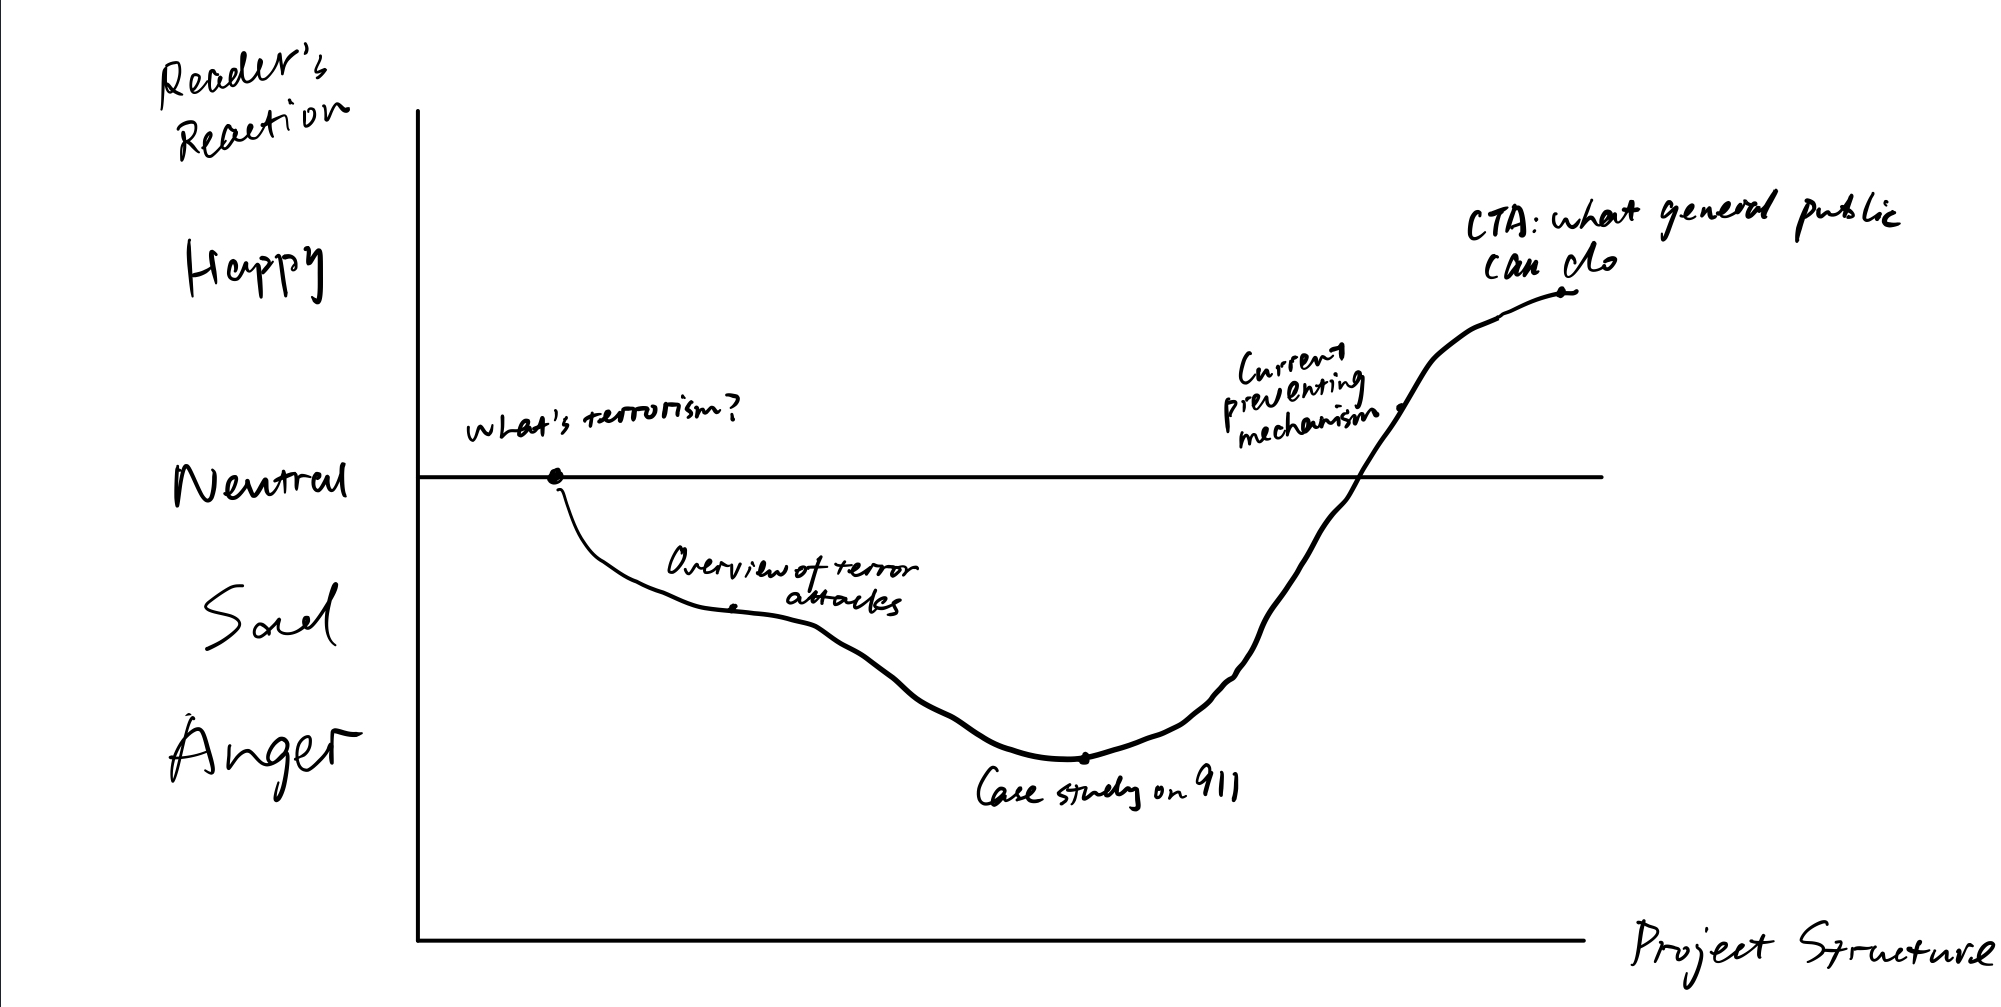 Reader's
Reaction
Happy
Neutral
Sad
Anger
What's terrorism?
Overview of terror
attacks
Case study on 911
Current
preventing
mechanism
CTA: what general public
can do
Project Structure